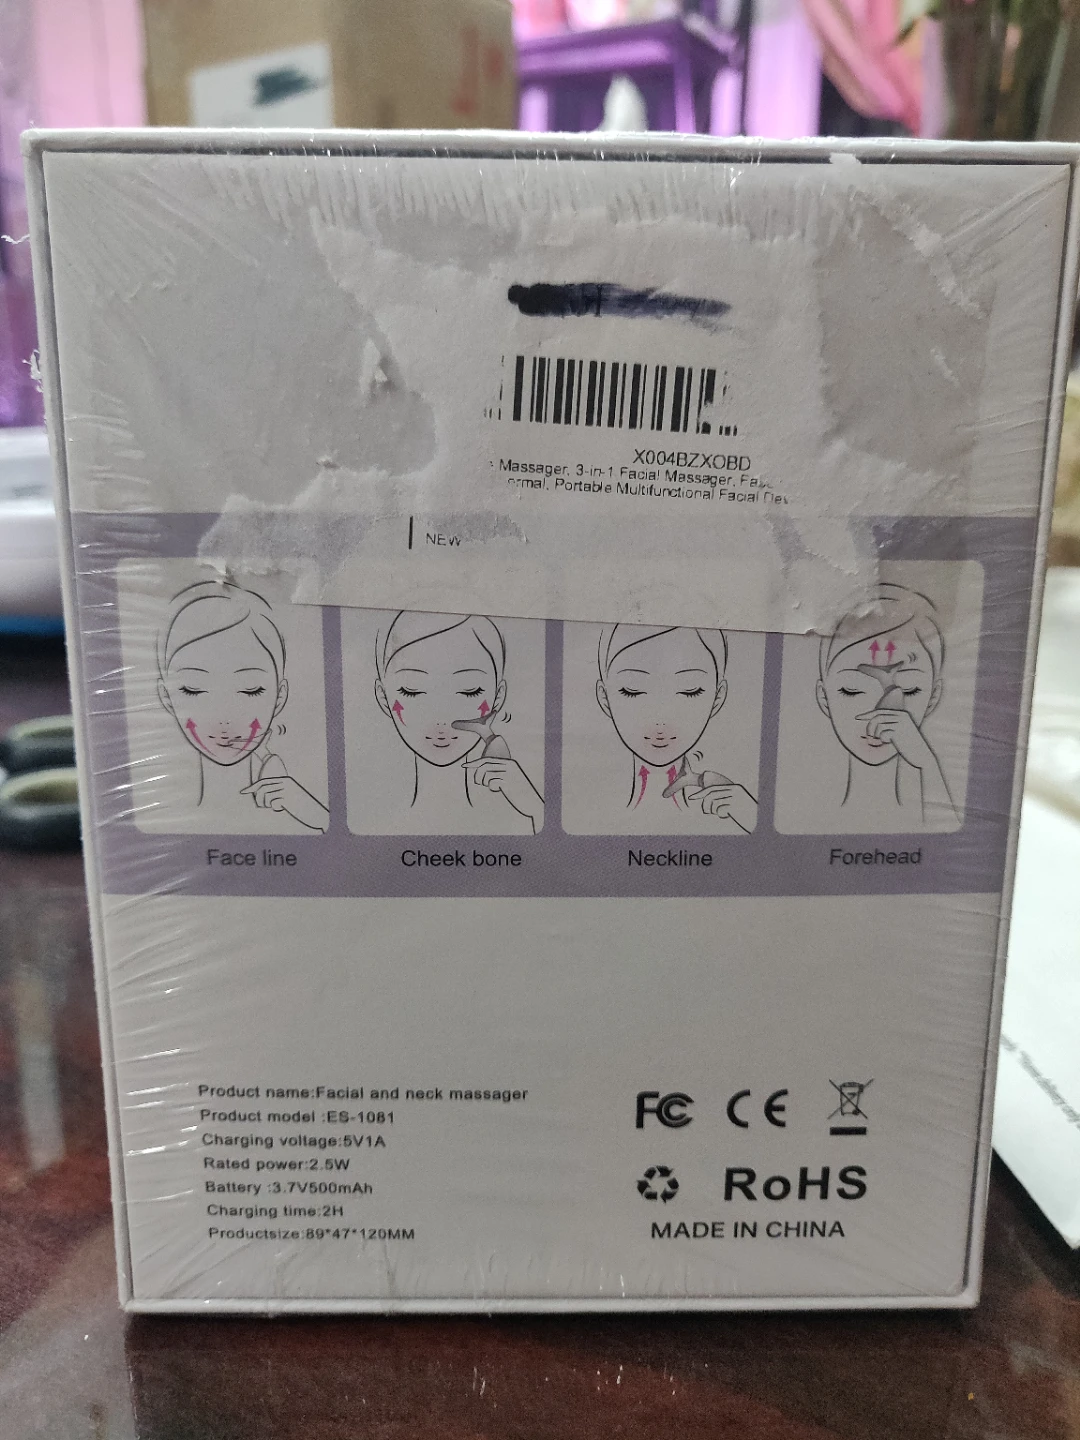 X004BZXOBD
Massager, 3-in-1 Facial Massager,
Portable Multifunctional Facial
NEW
Face line
Cheek bone
Neckline
Forehead
Product name:Facial and neck massager
Product model :ES-1081
Charging voltage:5V1A
Rated power:2.5W
Battery :3.7V500mAh
Charging time:2H
Productsize:89*47*120MM
FC CE
RoHS
MADE IN CHINA